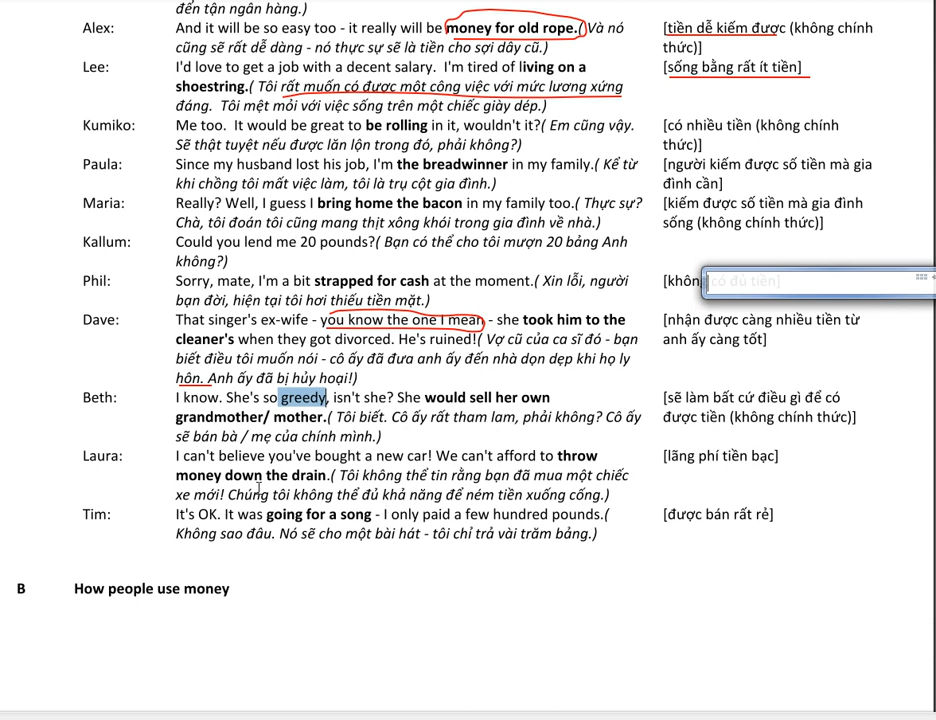 đến tận ngân hàng.)
Alex: And it will be so easy too - it really will be money for old rope.( Và nó [tiền dễ kiếm được (không chính
cũng sẽ rất dễ dàng - nó thực sự sẽ là tiền cho sợi dây cũ.) thức)]
Lee: I'd love to get a job with a decent salary. I'm tired of living on a [sống bằng rất ít tiền]
shoestring.( Tôi rất muốn có được một công việc với mức lương xứng
đáng. Tôi mệt mỏi với việc sống trên một chiếc giày dép.)
Kumiko: Me too. It would be great to be rolling in it, wouldn't it?( Em cũng vậy. [có nhiều tiền (không chính
Sẽ thật tuyệt nếu được lăn lộn trong đó, phải không?) thức)]
Paula: Since my husband lost his job, I'm the breadwinner in my family.( Kể từ [người kiếm được số tiền mà gia
khi chồng tôi mất việc làm, tôi là trụ cột gia đình.) đình cần]
Maria: Really? Well, I guess I bring home the bacon in my family too.( Thực sự? [kiếm được số tiền mà gia đình
Chà, tôi đoán tôi cũng mang thịt xông khói trong gia đình về nhà.) sống (không chính thức)]
Kallum: Could you lend me 20 pounds?( Bạn có thể cho tôi mượn 20 bảng Anh
không?)
Phil: Sorry, mate, I'm a bit strapped for cash at the moment.( Xin lỗi, người [không có đủ tiền]
bạn đời, hiện tại tôi hơi thiếu tiền mặt.)
Dave: That singer's ex-wife - you know the one I mean - she took him to the [nhận được càng nhiều tiền từ
cleaner's when they got divorced. He's ruined!( Vợ cũ của ca sĩ đó - bạn anh ấy càng tốt]
biết điều tôi muốn nói - cô ấy đã đưa anh ấy đến nhà dọn dẹp khi họ ly
hôn. Anh ấy đã bị hủy hoại!)
Beth: I know. She's so greedy, isn't she? She would sell her own [sẽ làm bất cứ điều gì để có
grandmother/ mother.( Tôi biết. Cô ấy rất tham lam, phải không? Cô ấy được tiền (không chính thức)]
sẽ bán bà / mẹ của chính mình.)
Laura: I can't believe you've bought a new car! We can't afford to throw [lãng phí tiền bạc]
money down the drain.( Tôi không thể tin rằng bạn đã mua một chiếc
xe mới! Chúng tôi không thể đủ khả năng để ném tiền xuống cống.)
Tim: It's OK. It was going for a song - I only paid a few hundred pounds.( [được bán rất rẻ]
Không sao đâu. Nó sẽ cho một bài hát - tôi chỉ trả vài trăm bảng.)
B How people use money